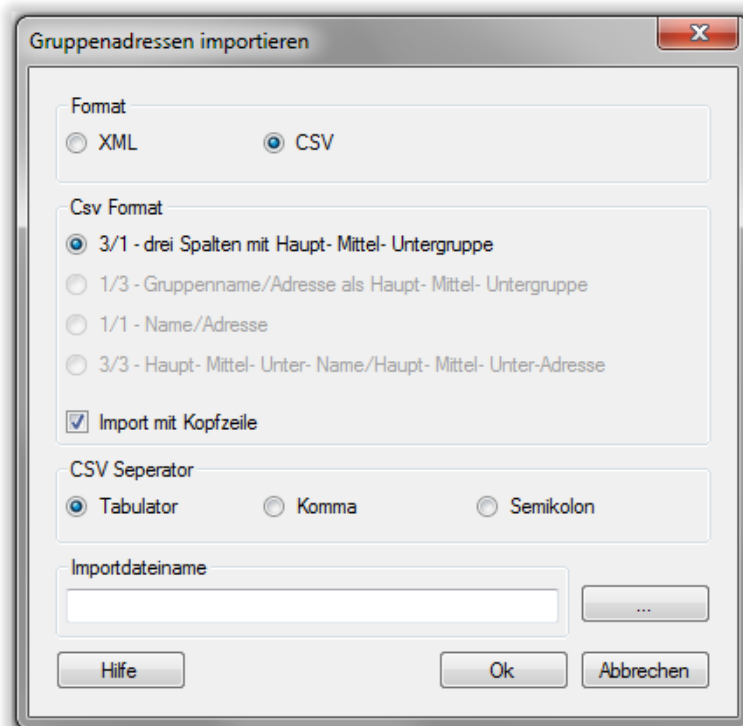 Gruppenadressen importieren
Format
XML CSV
Csv Format
3/1 - drei Spalten mit Haupt- Mittel- Untergruppe
1/3 - Gruppenname/Adresse als Haupt- Mittel- Untergruppe
1/1 - Name/Adresse
3/3 - Haupt- Mittel- Unter- Name/Haupt- Mittel- Unter-Adresse
Import mit Kopfzeile
CSV Seperator
Tabulator Komma Semikolon
Importdateiname
...
Hilfe Ok Abbrechen